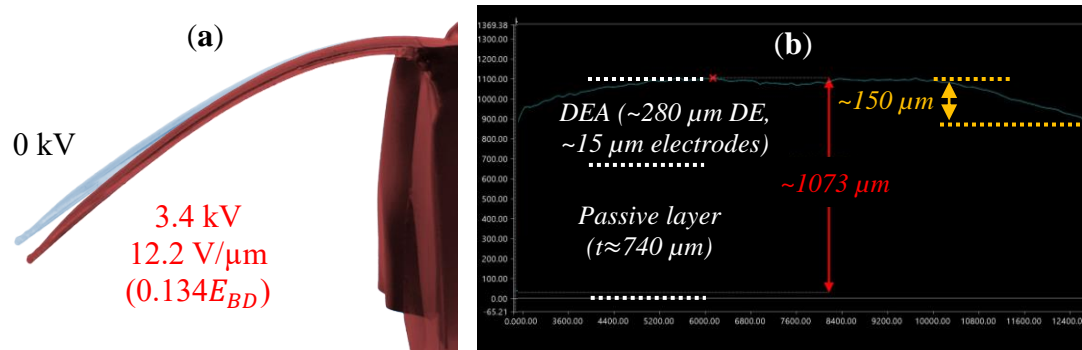 (a)
0 kV
3.4 kV
12.2 V/µm
(0.134E_BD)
(b)
1369.38
1300.00
1200.00
1100.00
1000.00
900.00
800.00
700.00
600.00
500.00
400.00
300.00
200.00
100.00
0.00
-65.21
DEA (~280 µm DE,
~15 µm electrodes)
~150 µm
~1073 µm
Passive layer
(t≈740 µm)
0.000.00 3600.00 4400.00 5200.00 6000.00 6800.00 7600.00 8400.00 9200.00 10000.00 10800.00 11600.00 12400.00